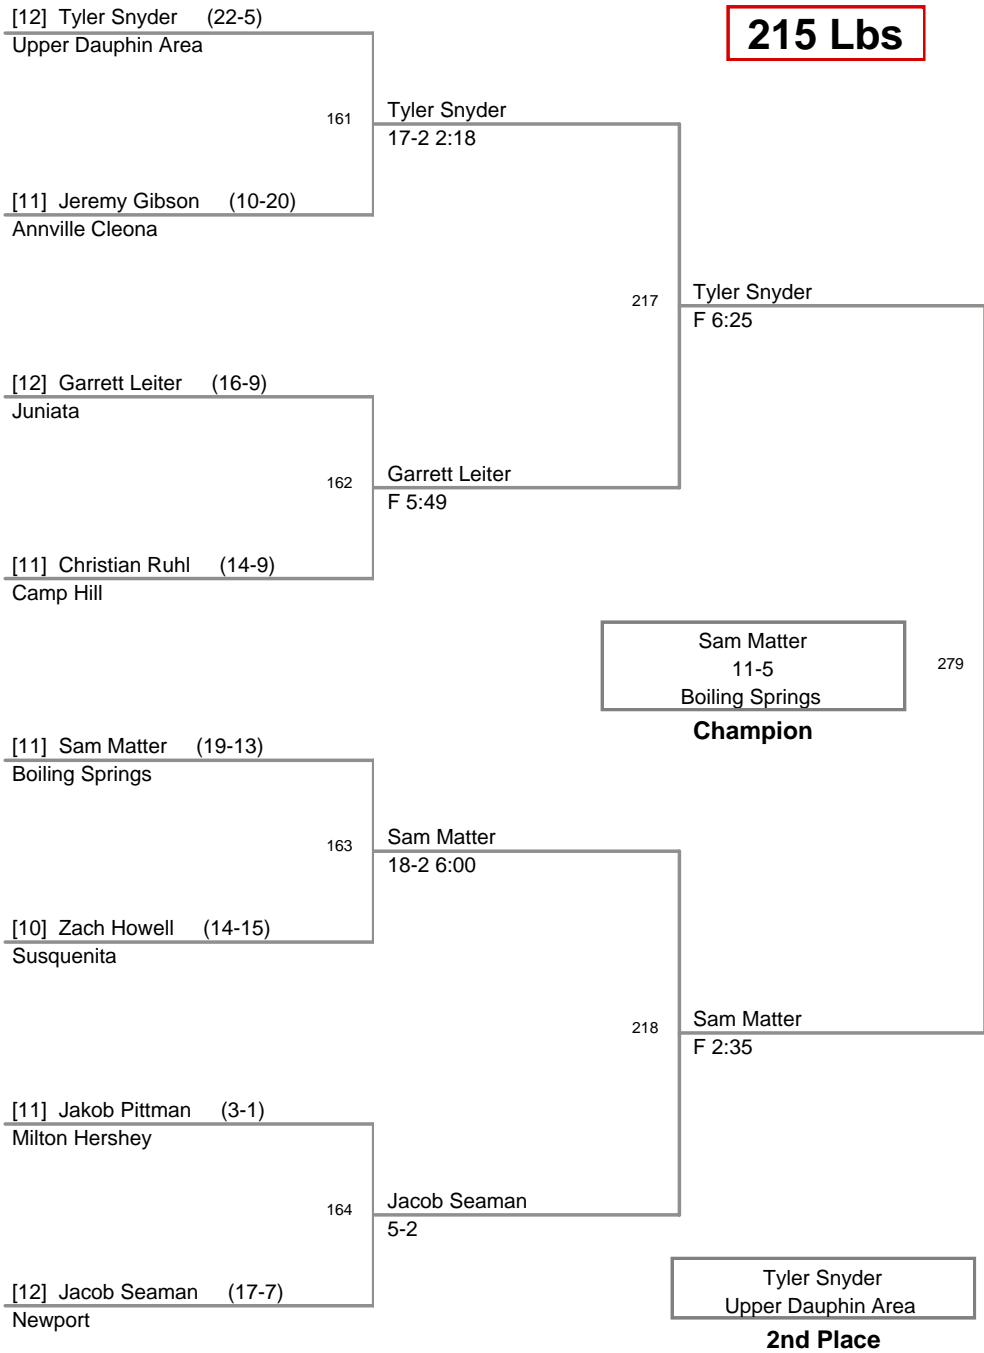 [12] Tyler Snyder (22-5)
Upper Dauphin Area
215 Lbs
161
Tyler Snyder
17-2 2:18
[11] Jeremy Gibson (10-20)
Annville Cleona
217
Tyler Snyder
F 6:25
[12] Garrett Leiter (16-9)
Juniata
162
Garrett Leiter
F 5:49
[11] Christian Ruhl (14-9)
Camp Hill
Sam Matter
11-5
Boiling Springs
279
Champion
[11] Sam Matter (19-13)
Boiling Springs
163
Sam Matter
18-2 6:00
[10] Zach Howell (14-15)
Susquenita
218
Sam Matter
F 2:35
[11] Jakob Pittman (3-1)
Milton Hershey
164
Jacob Seaman
5-2
[12] Jacob Seaman (17-7)
Newport
Tyler Snyder
Upper Dauphin Area
2nd Place